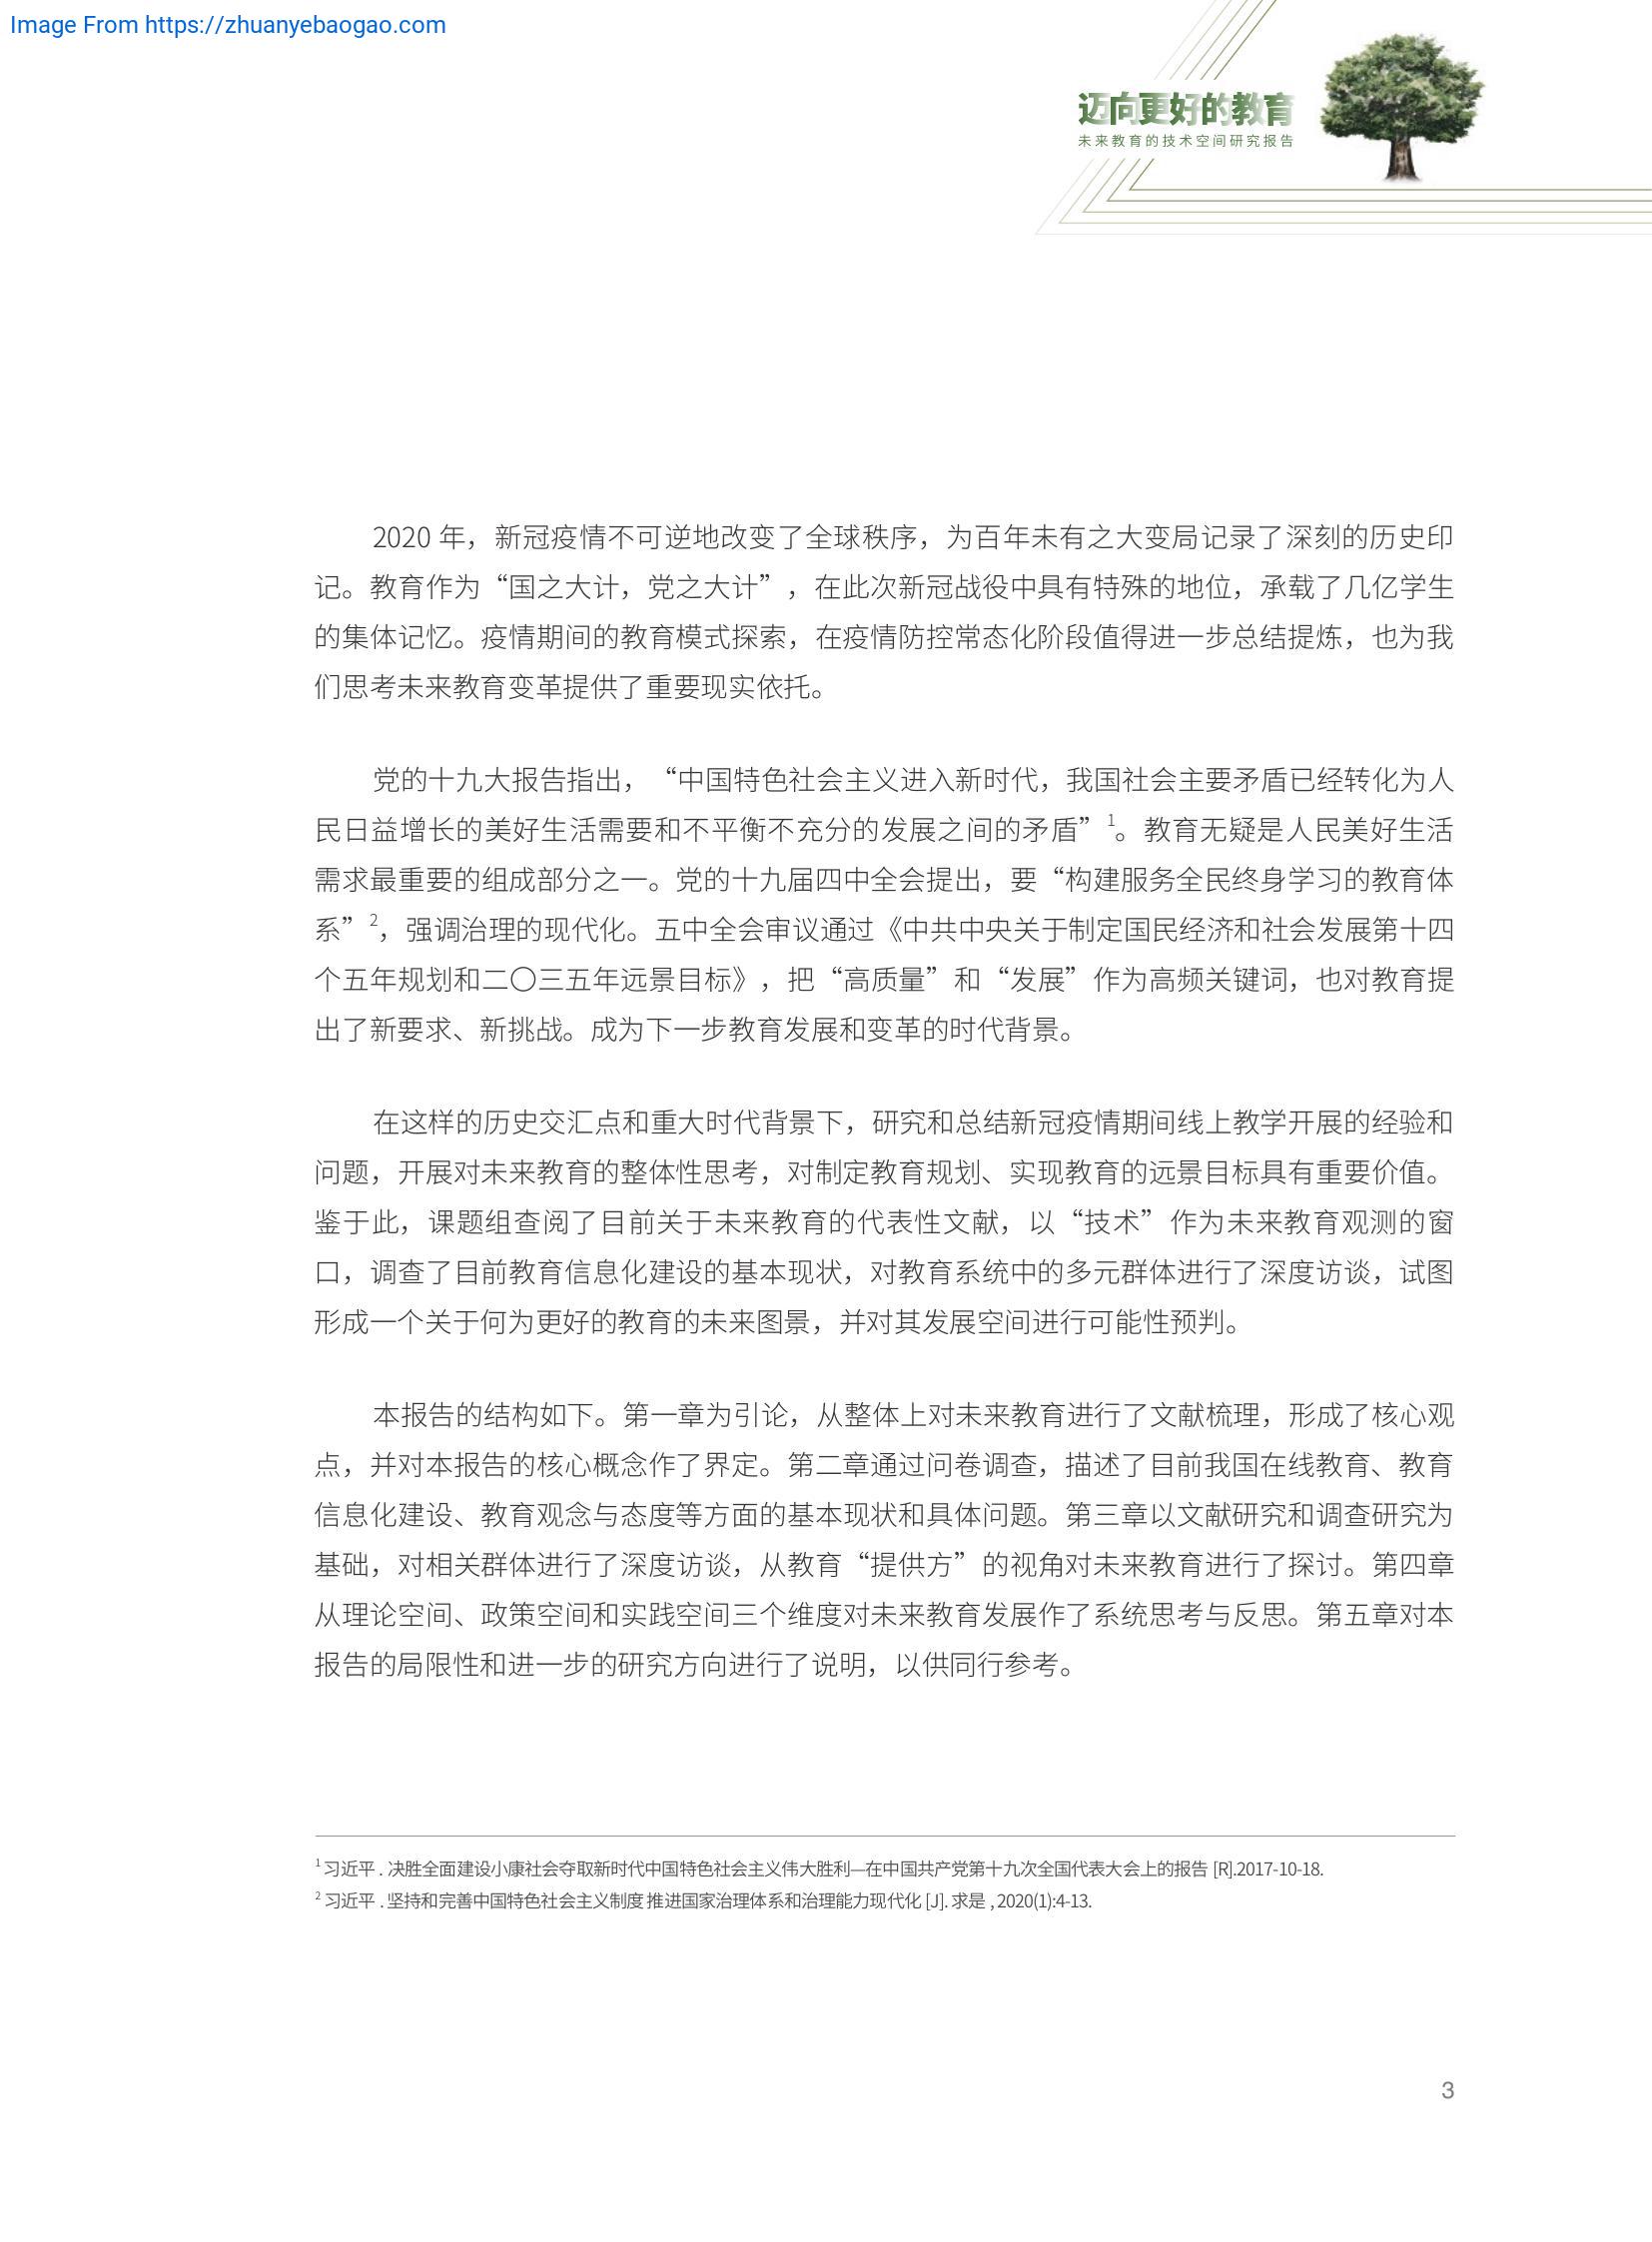 Image From https://zhuanyebaogao.com
迈向更好的教育
未来教育的技术空间研究报告
2020 年，新冠疫情不可逆地改变了全球秩序，为百年未有之大变局记录了深刻的历史印
记。教育作为“国之大计，党之大计”，在此次新冠战役中具有特殊的地位，承载了几亿学生
的集体记忆。疫情期间的教育模式探索，在疫情防控常态化阶段值得进一步总结提炼，也为我
们思考未来教育变革提供了重要现实依托。
党的十九大报告指出，“中国特色社会主义进入新时代，我国社会主要矛盾已经转化为人
民日益增长的美好生活需要和不平衡不充分的发展之间的矛盾”1。教育无疑是人民美好生活
需求最重要的组成部分之一。党的十九届四中全会提出，要“构建服务全民终身学习的教育体
系”2，强调治理的现代化。五中全会审议通过《中共中央关于制定国民经济和社会发展第十四
个五年规划和二〇三五年远景目标》，把“高质量”和“发展”作为高频关键词，也对教育提
出了新要求、新挑战。成为下一步教育发展和变革的时代背景。
在这样的历史交汇点和重大时代背景下，研究和总结新冠疫情期间线上教学开展的经验和
问题，开展对未来教育的整体性思考，对制定教育规划、实现教育的远景目标具有重要价值。
鉴于此，课题组查阅了目前关于未来教育的代表性文献，以“技术”作为未来教育观测的窗
口，调查了目前教育信息化建设的基本现状，对教育系统中的多元群体进行了深度访谈，试图
形成一个关于何为更好的教育的未来图景，并对其发展空间进行可能性预判。
本报告的结构如下。第一章为引论，从整体上对未来教育进行了文献梳理，形成了核心观
点，并对本报告的核心概念作了界定。第二章通过问卷调查，描述了目前我国在线教育、教育
信息化建设、教育观念与态度等方面的基本现状和具体问题。第三章以文献研究和调查研究为
基础，对相关群体进行了深度访谈，从教育“提供方”的视角对未来教育进行了探讨。第四章
从理论空间、政策空间和实践空间三个维度对未来教育发展作了系统思考与反思。第五章对本
报告的局限性和进一步的研究方向进行了说明，以供同行参考。
1 习近平 . 决胜全面建设小康社会夺取新时代中国特色社会主义伟大胜利—在中国共产党第十九次全国代表大会上的报告 [R].2017-10-18.
2 习近平 . 坚持和完善中国特色社会主义制度 推进国家治理体系和治理能力现代化 [J]. 求是 , 2020(1):4-13.
3